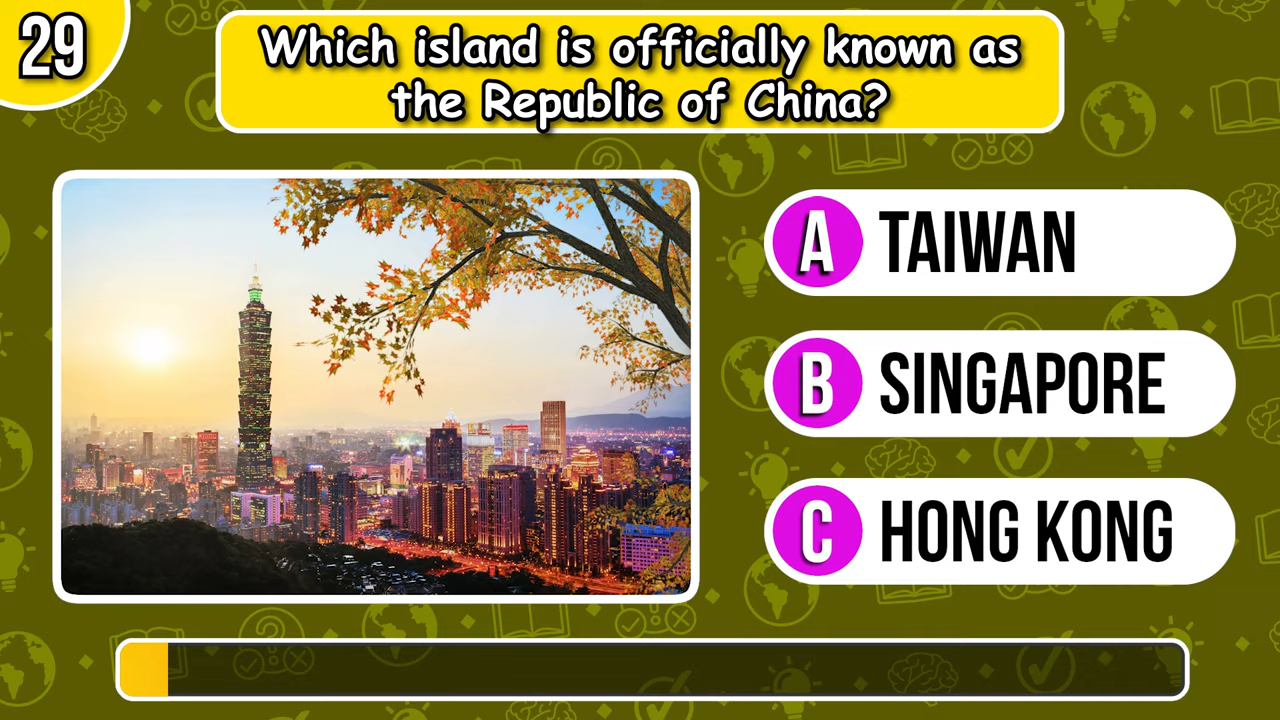 29
Which island is officially known as
the Republic of China?
A TAIWAN
B SINGAPORE
C HONG KONG